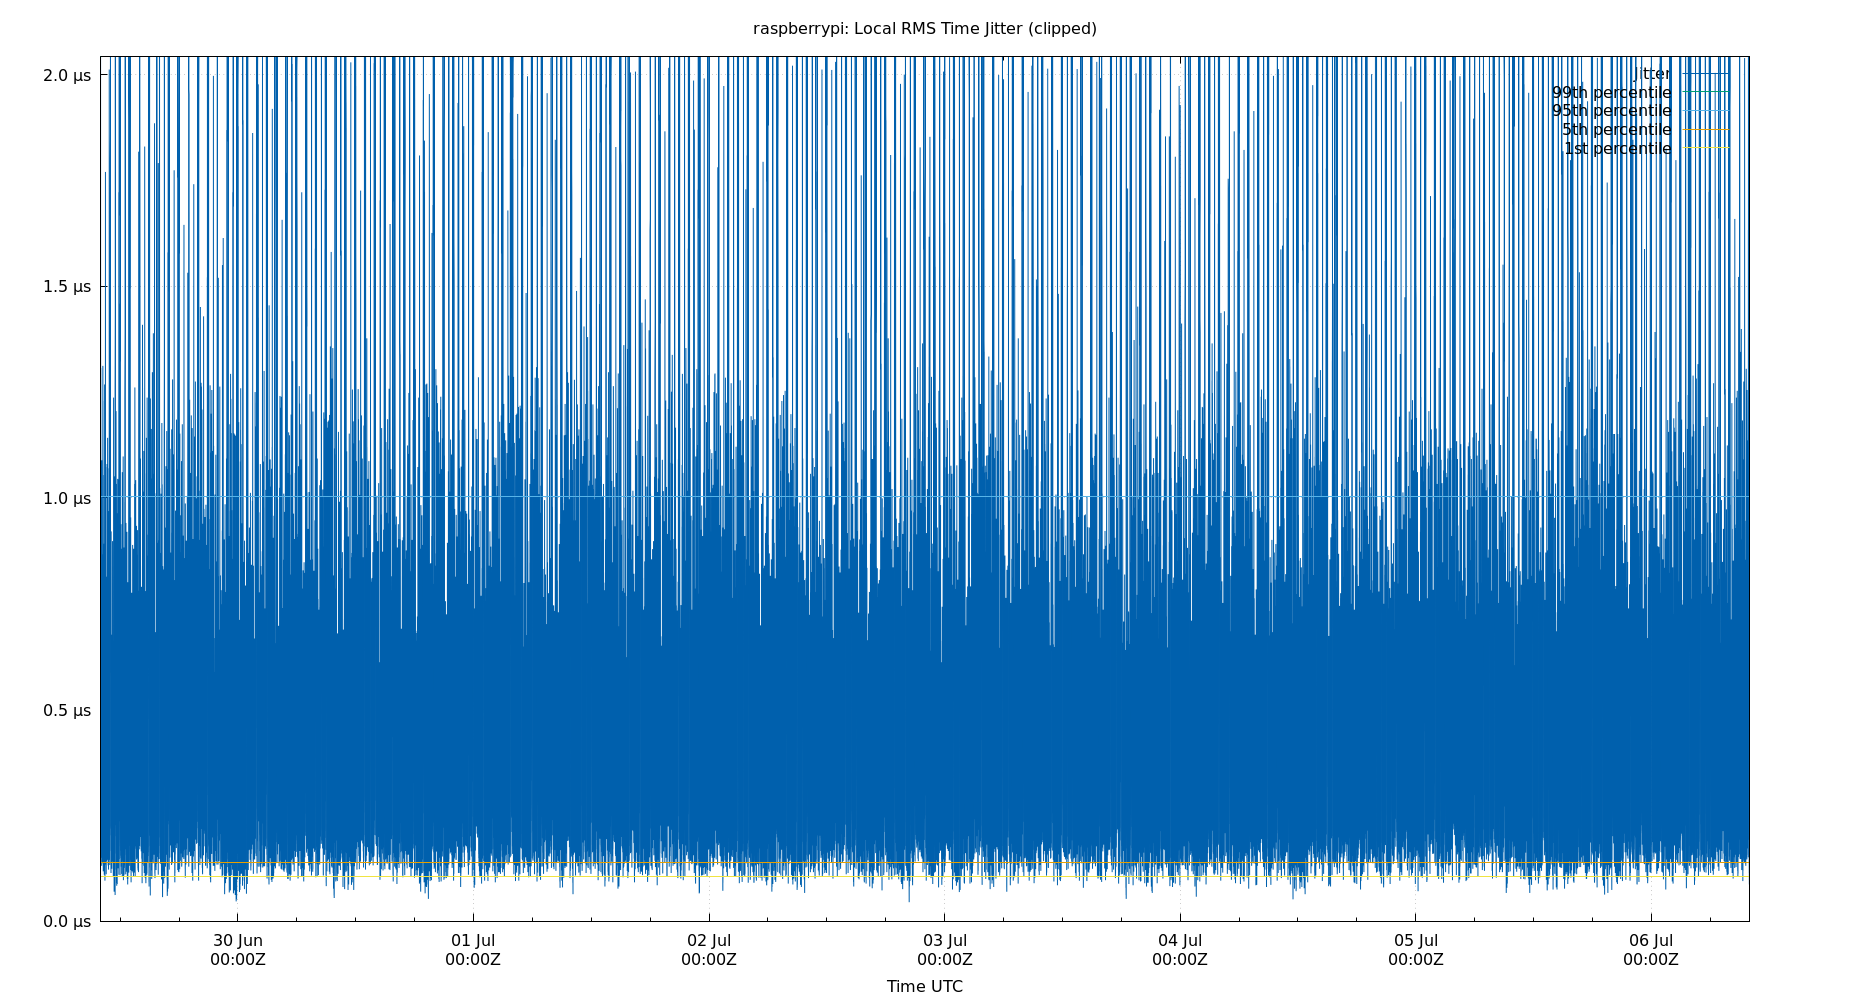 raspberrypi: Local RMS Time Jitter (clipped)
2.0 µs
Jitter
99th percentile
95th percentile
5th percentile
1st percentile
1.5 µs
1.0 µs
0.5 µs
0.0 µs
30 Jun 01 Jul 02 Jul 03 Jul 04 Jul 05 Jul 06 Jul
00:00Z 00:00Z 00:00Z 00:00Z 00:00Z 00:00Z 00:00Z
Time UTC